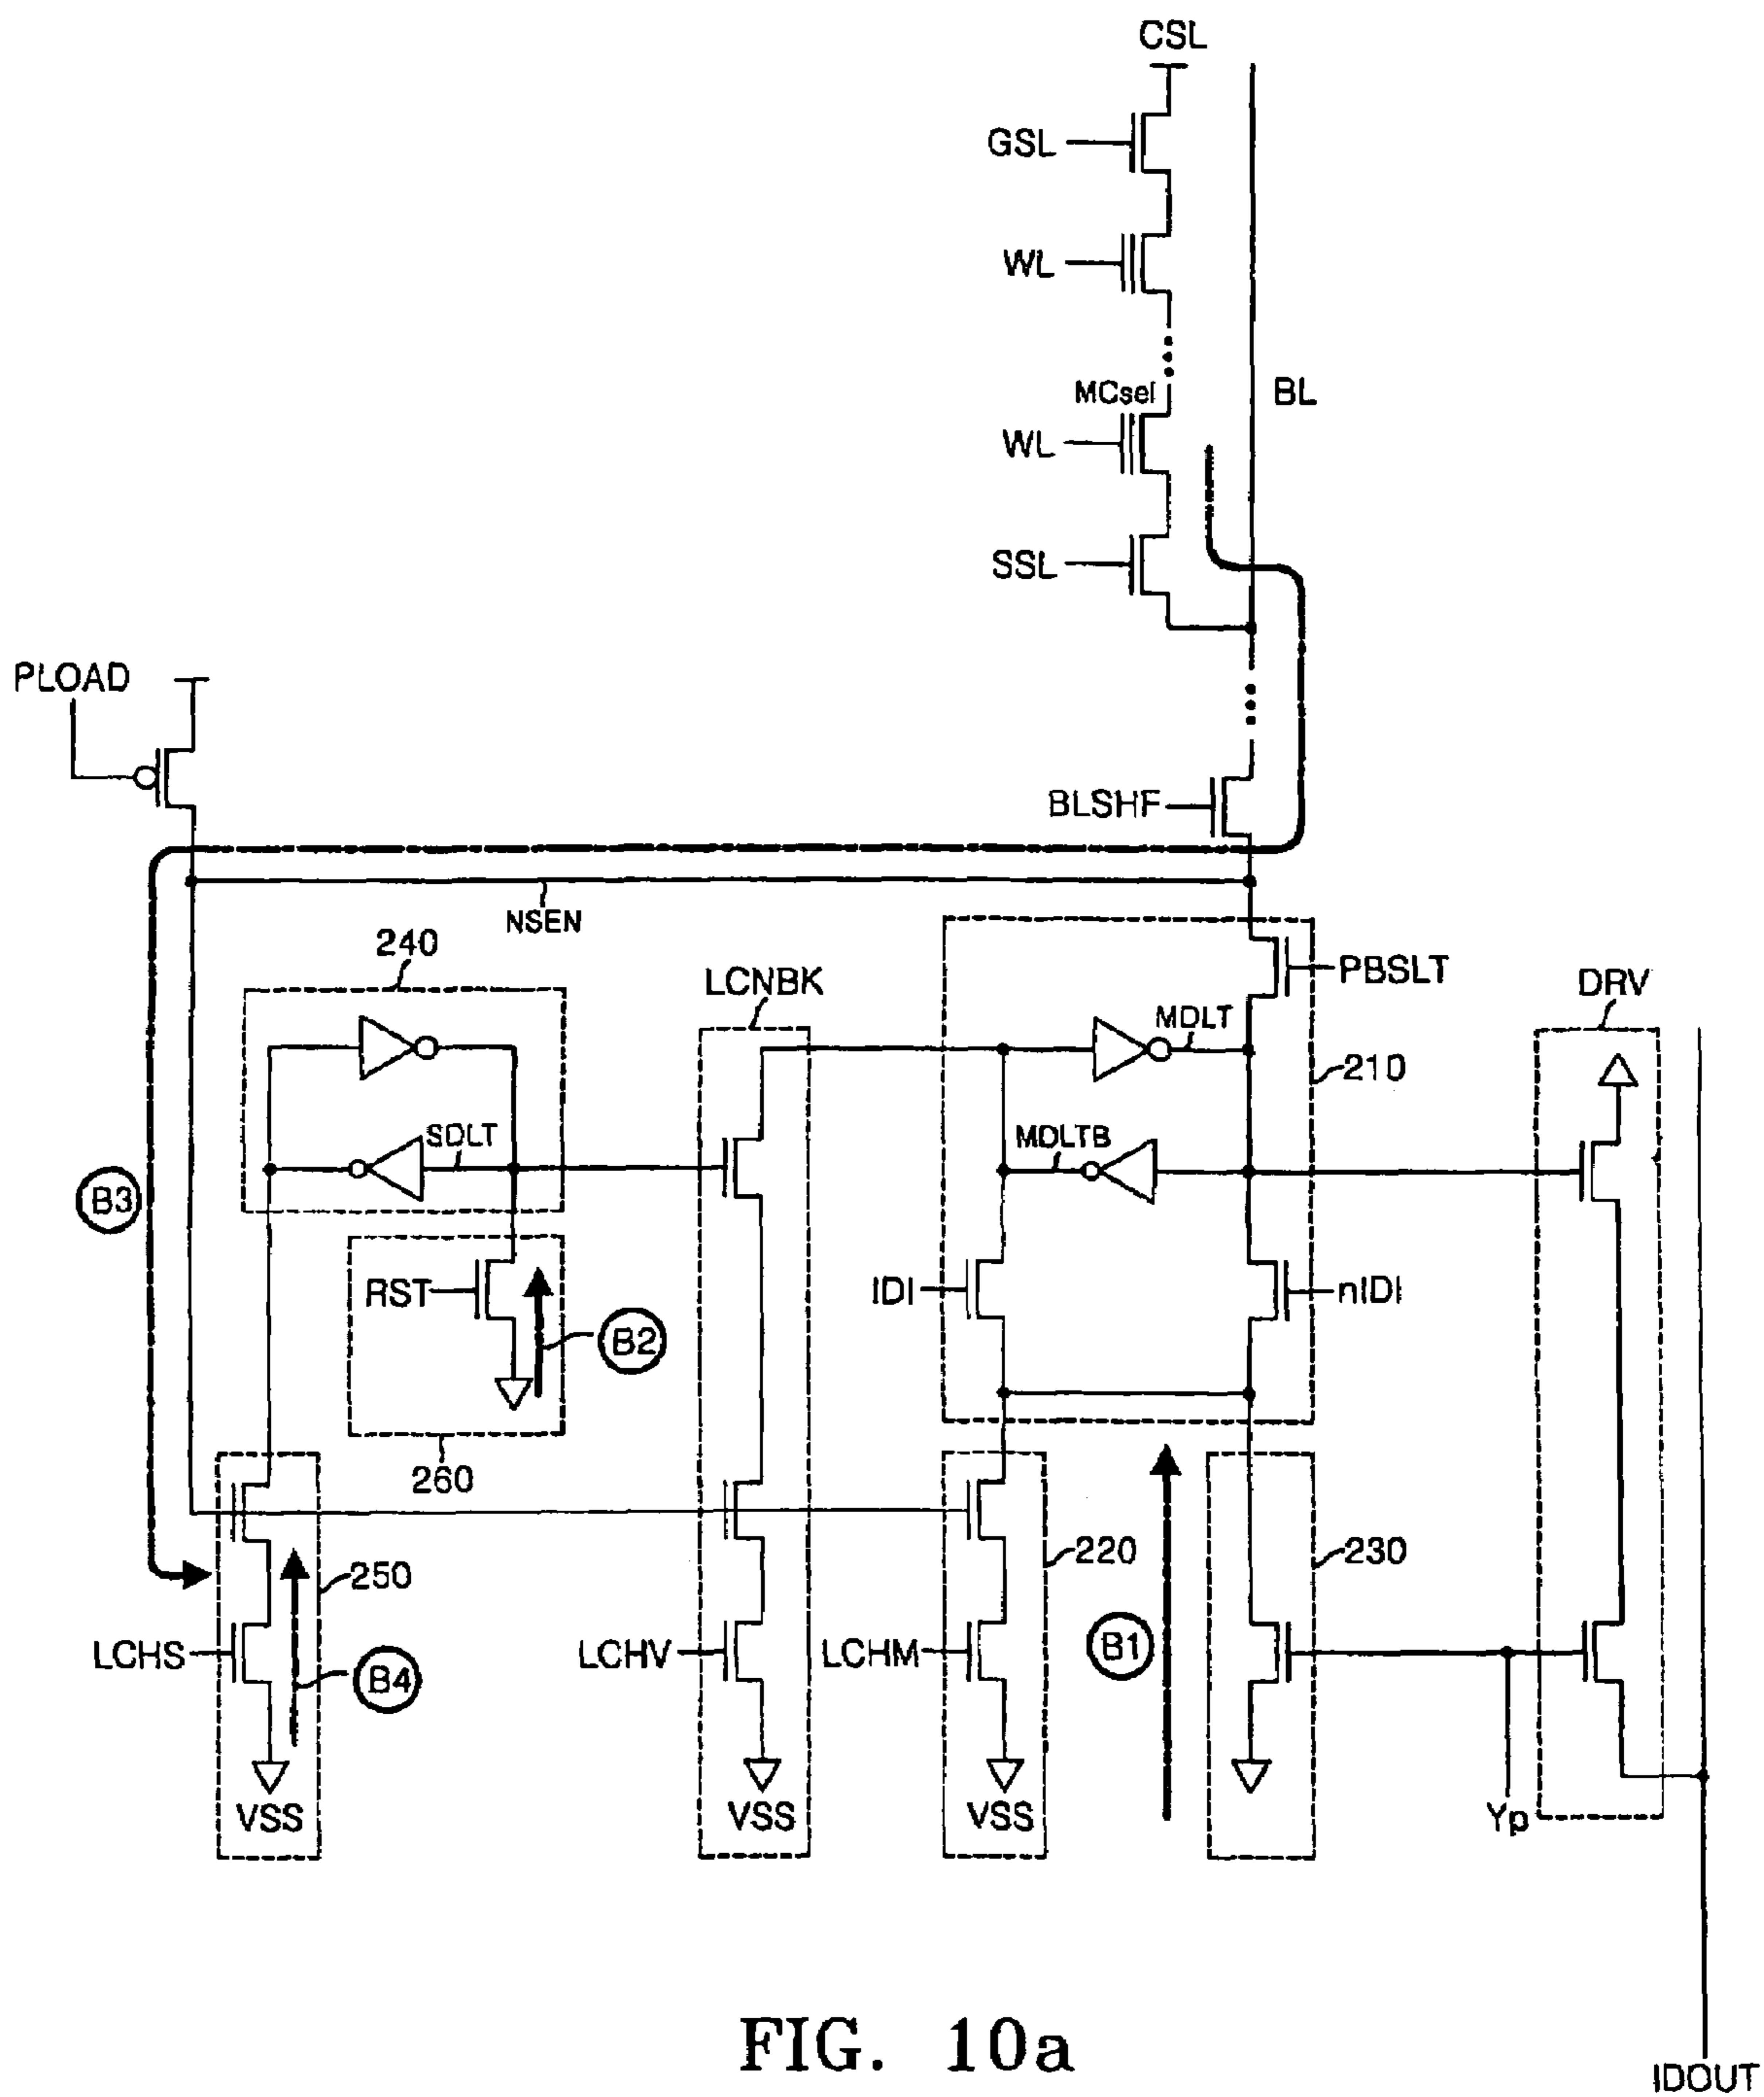 CSL
GSL
WL
MCsel
BL
WL
SSL
PLOAD
BLSHF
NSEN
240
LCNBK
PBSLT
DRV
MDLT
210
SDLT
MDLTB
B3
RST
IDI
nIDI
B2
260
220
230
250
LCHS
LCHV
LCHM
B1
B4
VSS
VSS
VSS
Yp
FIG. 10a
IDOUT